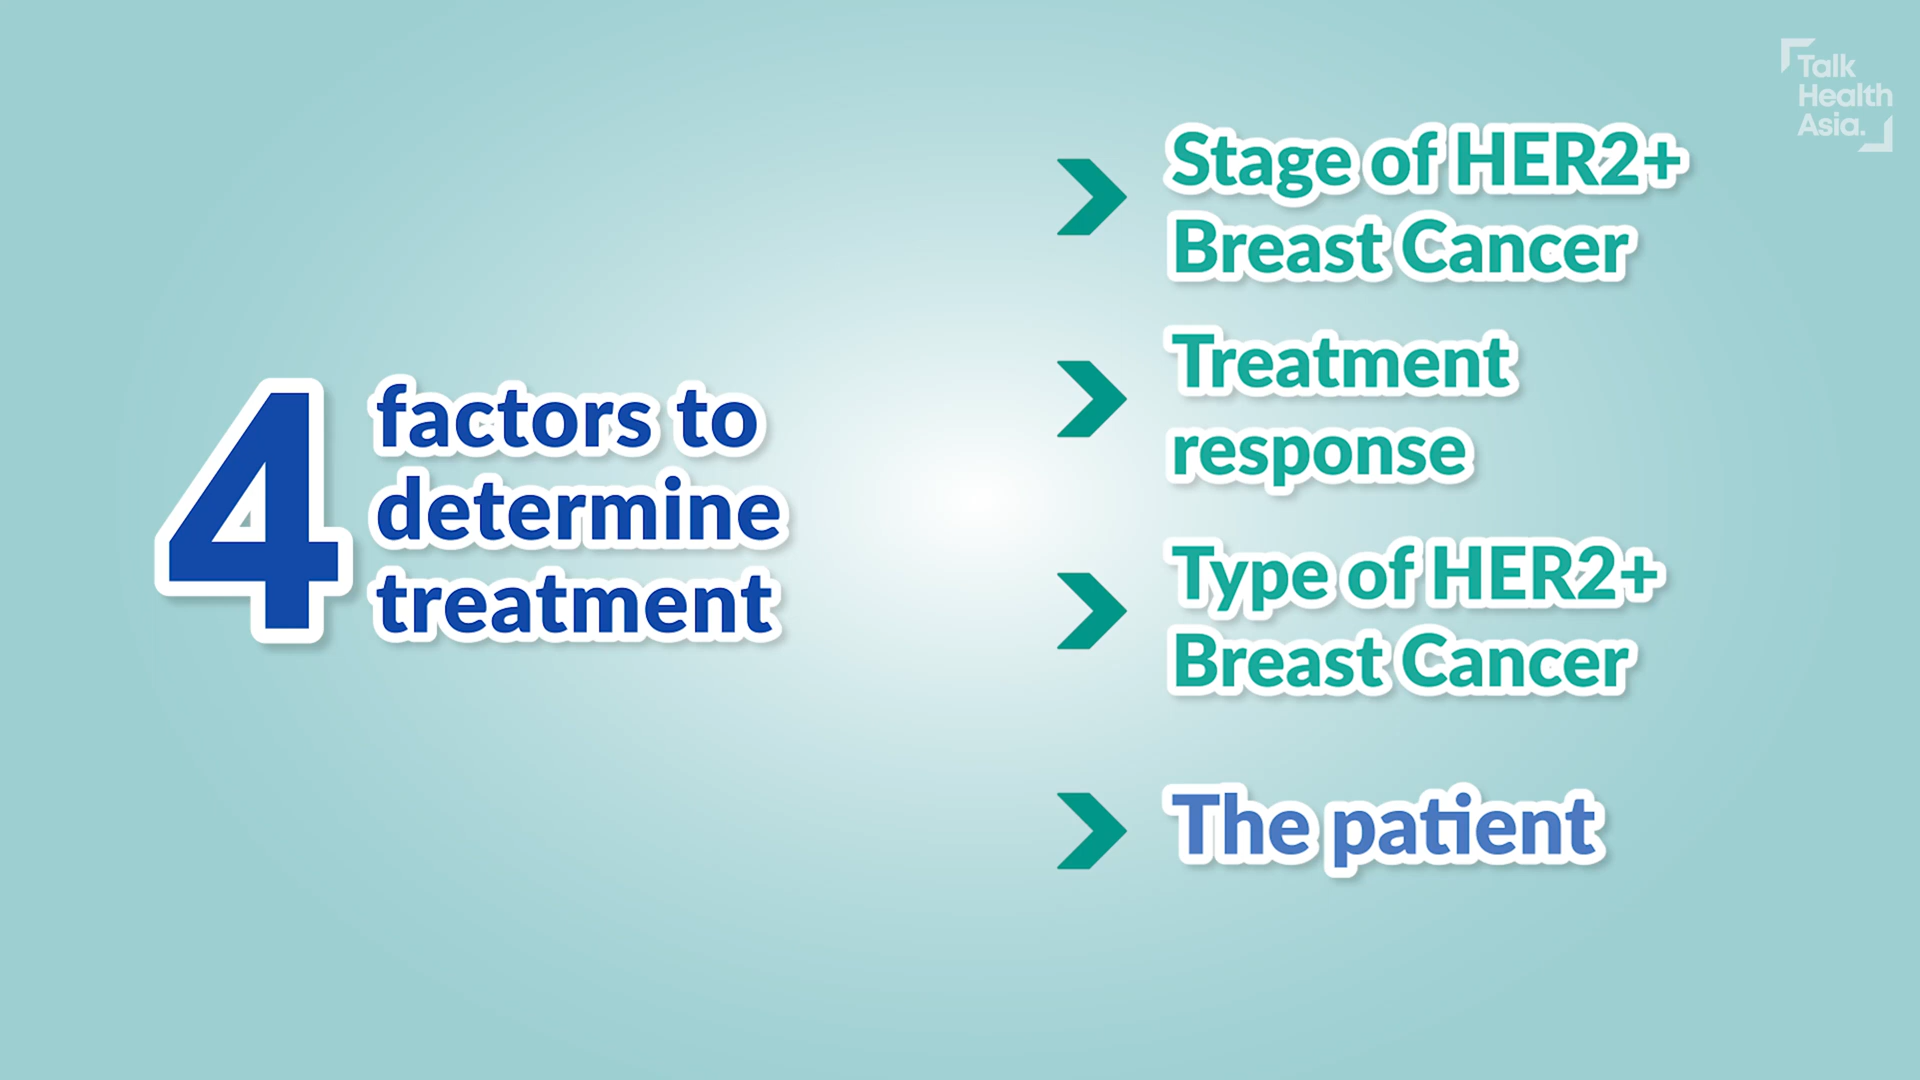 4
factors to
determine
treatment
Stage of HER2+
Breast Cancer
Treatment
response
Type of HER2+
Breast Cancer
The patient
Talk
Health
Asia.